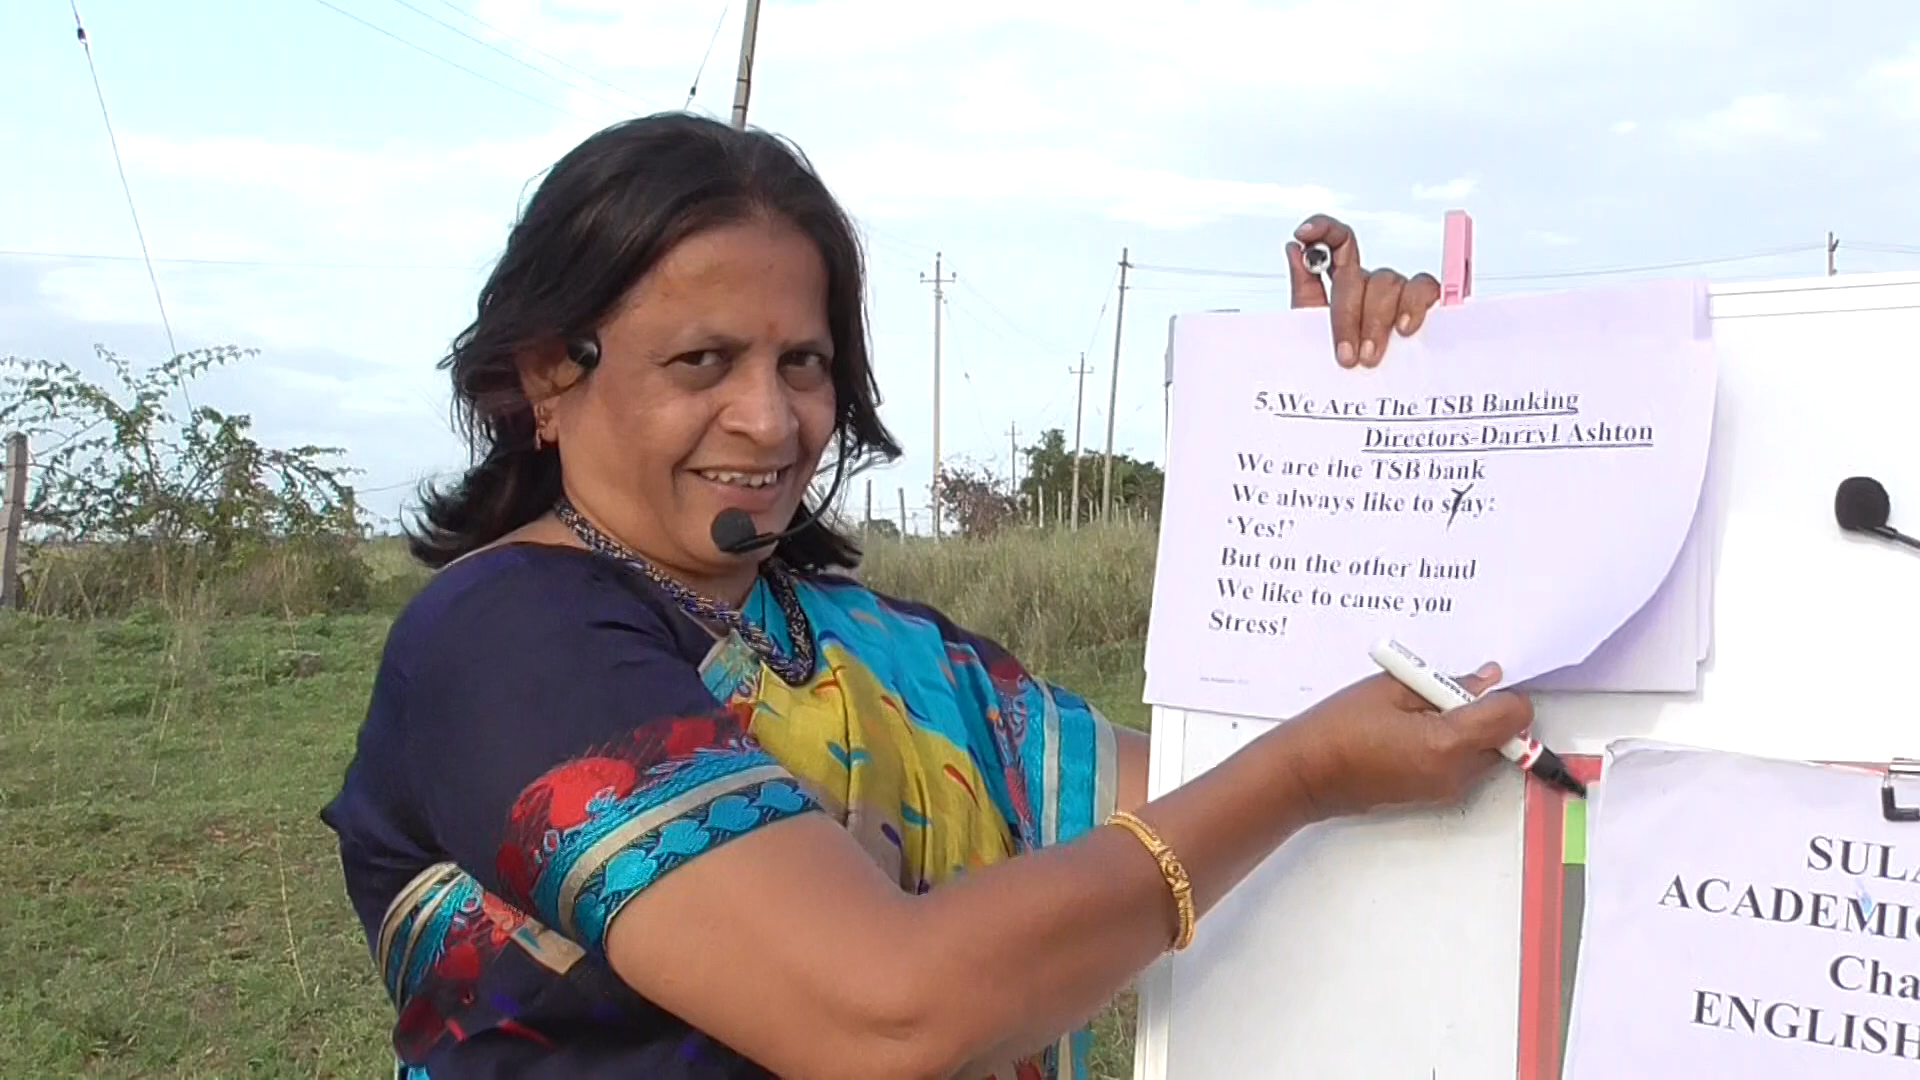 5.We Are The TSB Banking
Directors-Darryl Ashton
We are the TSB bank
We always like to say:
‘Yes!’
But on the other hand
We like to cause you
Stress!
SULA
ACADEMIC
Cha
ENGLISH